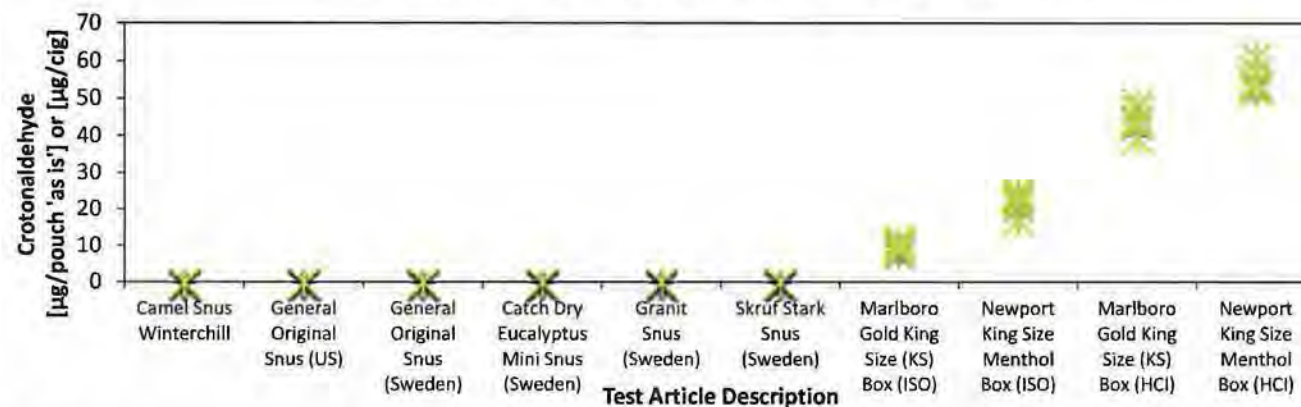 Crotonaldehyde
[µg/pouch 'as is'] or [µg/cig]
70
60
50
40
30
20
10
0
Camel Snus
Winterchill
General
Original
Snus (US)
General
Original
Snus
(Sweden)
Catch Dry
Eucalyptus
Mini Snus
(Sweden)
Granit
Snus
(Sweden)
Skruf Stark
Snus
(Sweden)
Marlboro
Gold King
Size (KS)
Box (ISO)
Newport
King Size
Menthol
Box (ISO)
Marlboro
Gold King
Size (KS)
Box (HCI)
Newport
King Size
Menthol
Box (HCI)
Test Article Description